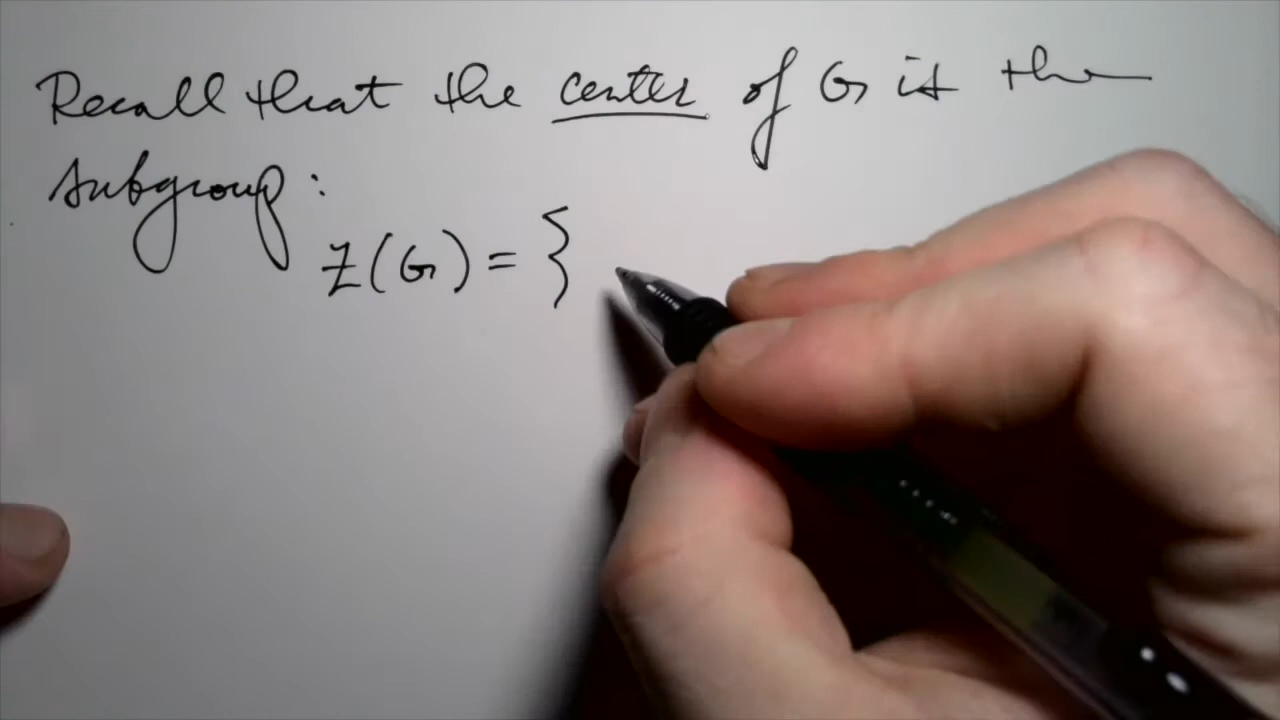 Recall that the center of G is the
subgroup:
Z(G) = {